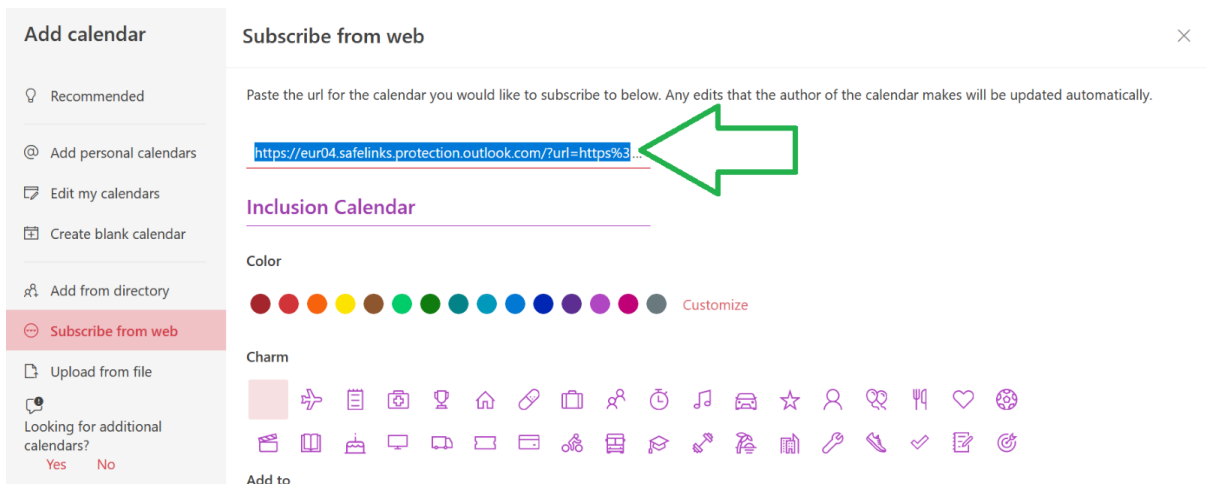 Add calendar
Recommended
Add personal calendars
Edit my calendars
Create blank calendar
Add from directory
Subscribe from web
Upload from file
Looking for additional
calendars?
Yes No
Subscribe from web
Paste the url for the calendar you would like to subscribe to below. Any edits that the author of the calendar makes will be updated automatically.
https://eur04.safelinks.protection.outlook.com/?url=https%3...
Inclusion Calendar
Color
Customize
Charm
Add to